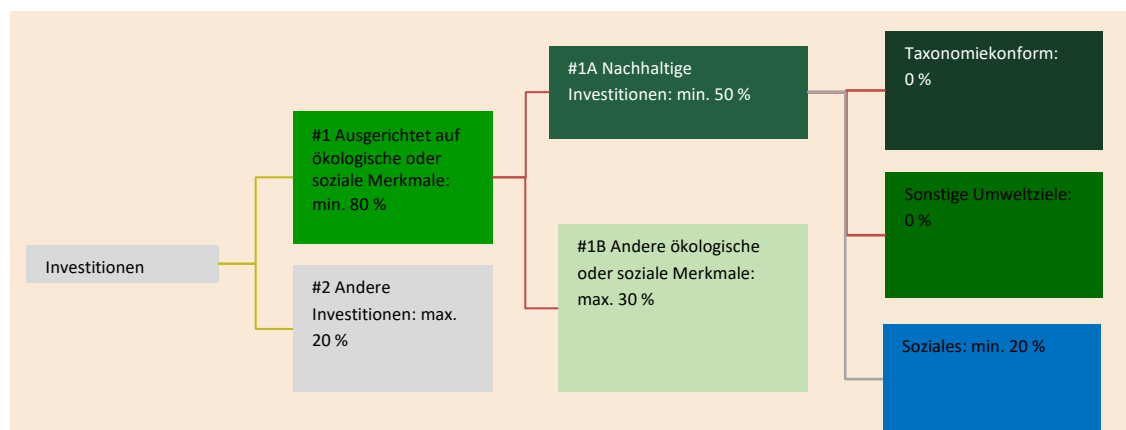 Investitionen
#1 Ausgerichtet auf
ökologische oder
soziale Merkmale:
min. 80 %
#2 Andere
Investitionen: max.
20 %
#1A Nachhaltige
Investitionen: min. 50 %
#1B Andere ökologische
oder soziale Merkmale:
max. 30 %
Taxonomiekonform:
0 %
Sonstige Umweltziele:
0 %
Soziales: min. 20 %